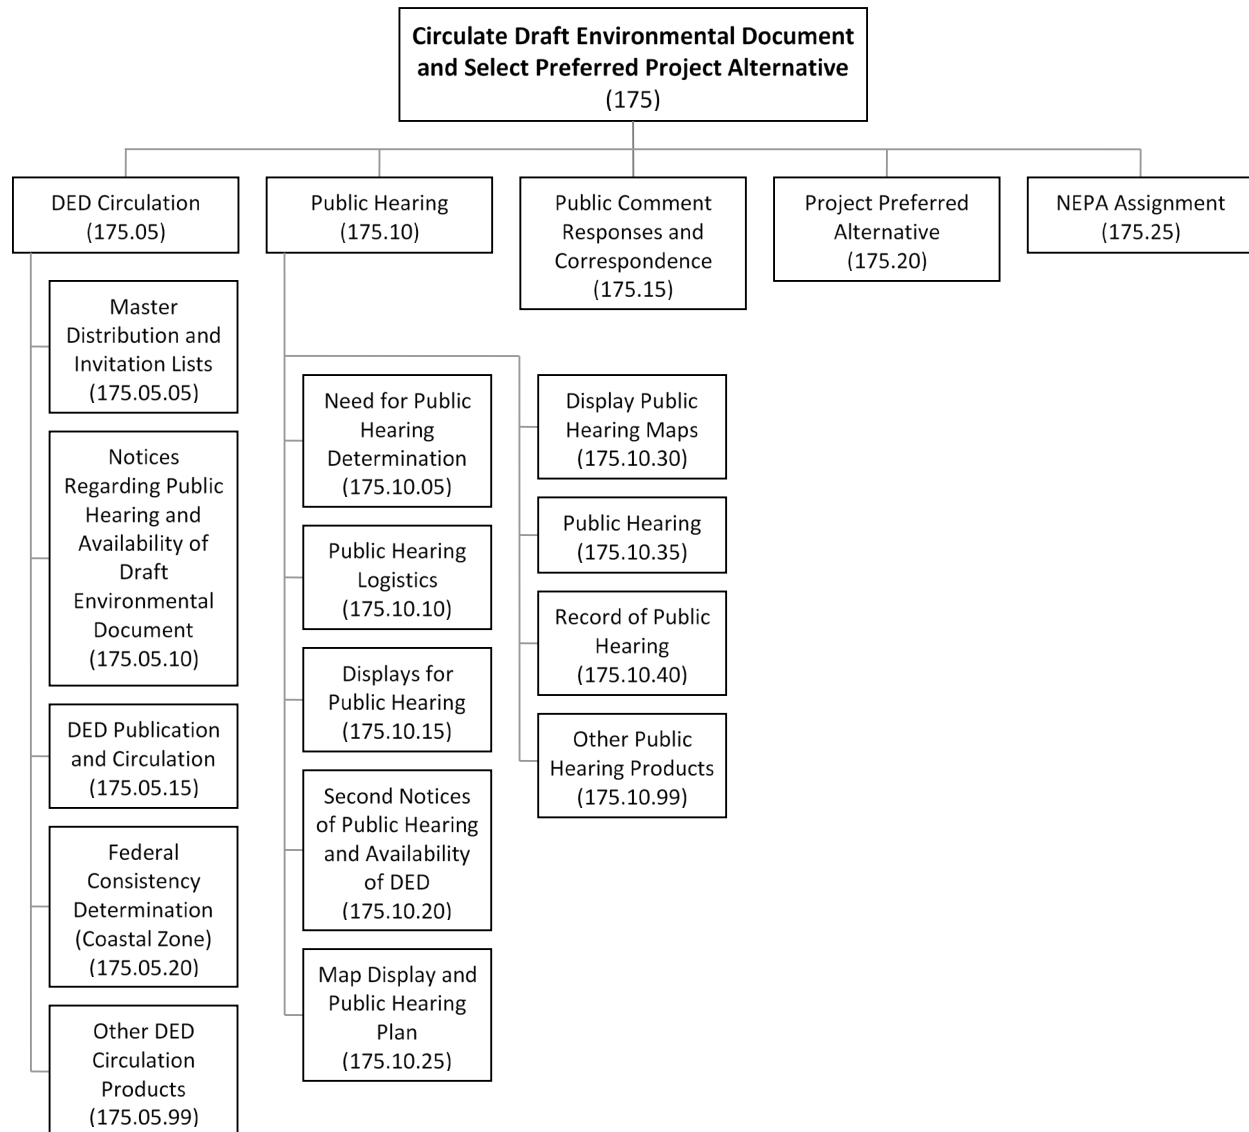 Circulate Draft Environmental Document
and Select Preferred Project Alternative
(175)
DED Circulation
(175.05)
Public Hearing
(175.10)
Public Comment
Responses and
Correspondence
(175.15)
Project Preferred
Alternative
(175.20)
NEPA Assignment
(175.25)
Master
Distribution and
Invitation Lists
(175.05.05)
Notices
Regarding Public
Hearing and
Availability of
Draft
Environmental
Document
(175.05.10)
DED Publication
and Circulation
(175.05.15)
Federal
Consistency
Determination
(Coastal Zone)
(175.05.20)
Other DED
Circulation
Products
(175.05.99)
Need for Public
Hearing
Determination
(175.10.05)
Public Hearing
Logistics
(175.10.10)
Displays for
Public Hearing
(175.10.15)
Second Notices
of Public Hearing
and Availability
of DED
(175.10.20)
Map Display and
Public Hearing
Plan
(175.10.25)
Display Public
Hearing Maps
(175.10.30)
Public Hearing
(175.10.35)
Record of Public
Hearing
(175.10.40)
Other Public
Hearing Products
(175.10.99)